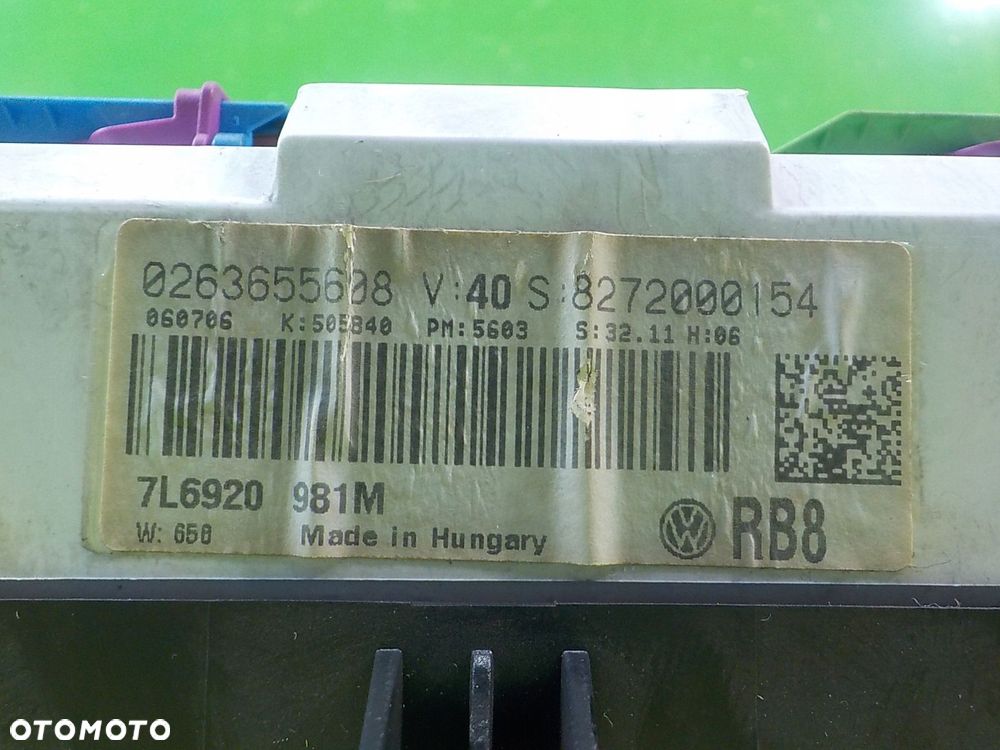 0263655608 V:40 S:8272000154
060706 K:505840 PM:5603 S:32.11 H:06
7L6920 981M
W: 650 Made in Hungary
RB8
OTOMOTO